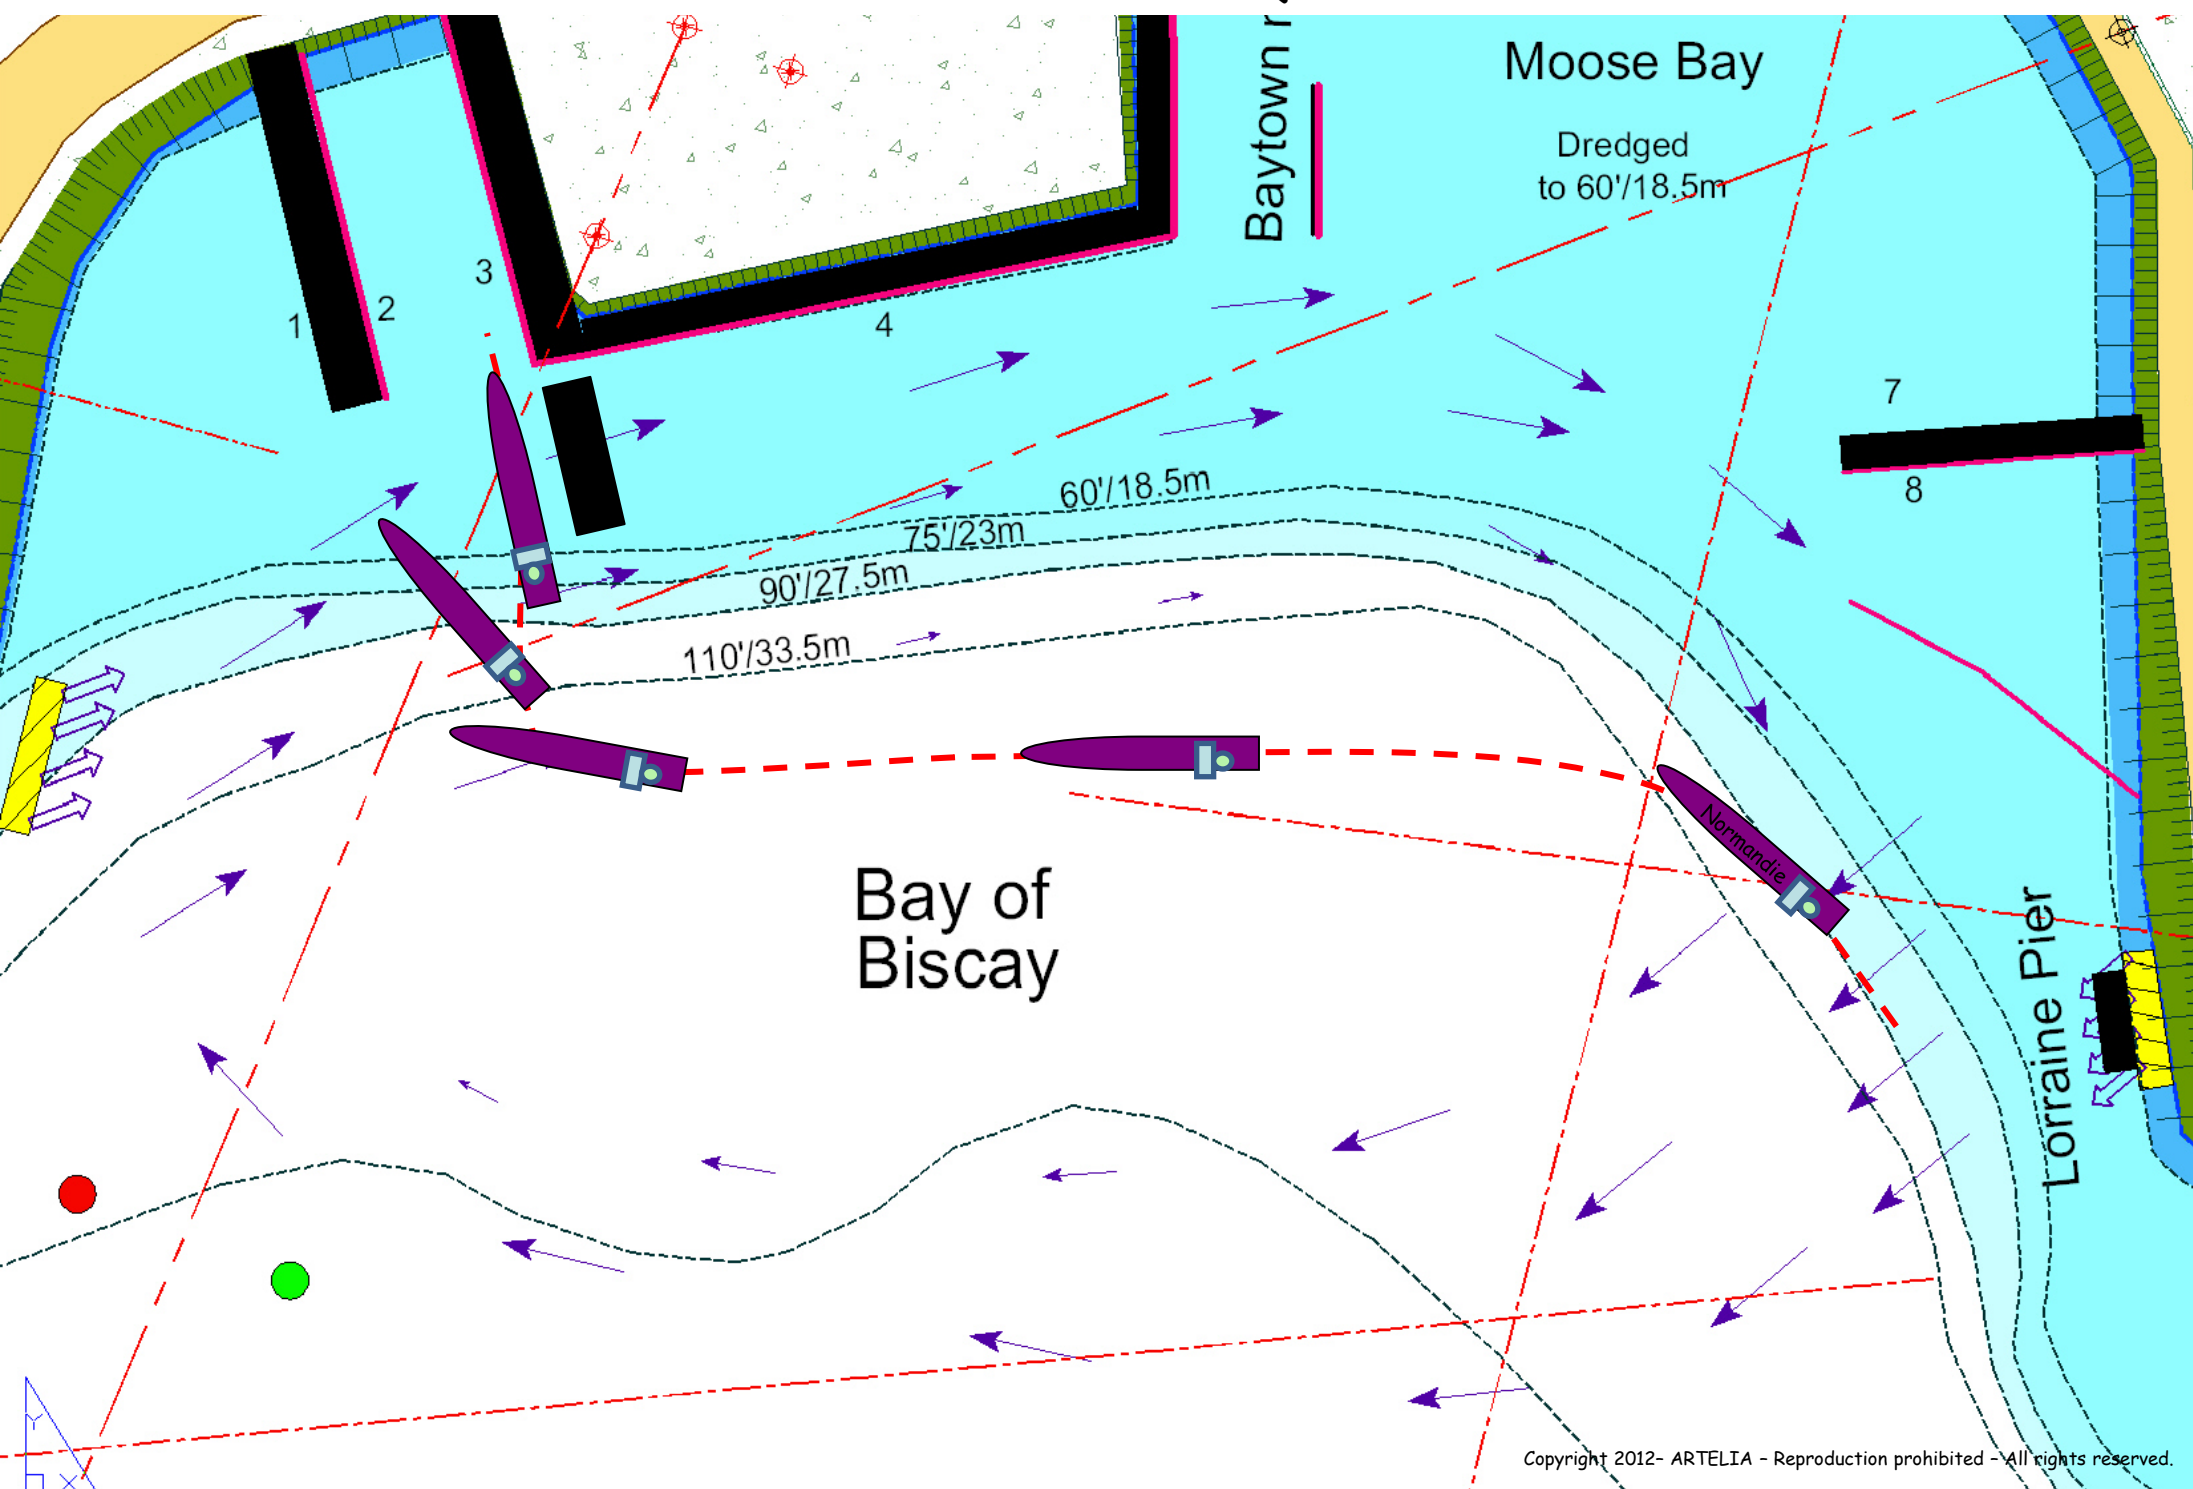 Baytown
Moose Bay
Dredged
to 60'/18.5m
3
2
1
4
7
8
60'/18.5m
75'/23m
90'/27.5m
110'/33.5m
Normandie
Bay of
Biscay
Lorraine Pier
Y
X
Copyright 2012– ARTELIA – Reproduction prohibited – All rights reserved.